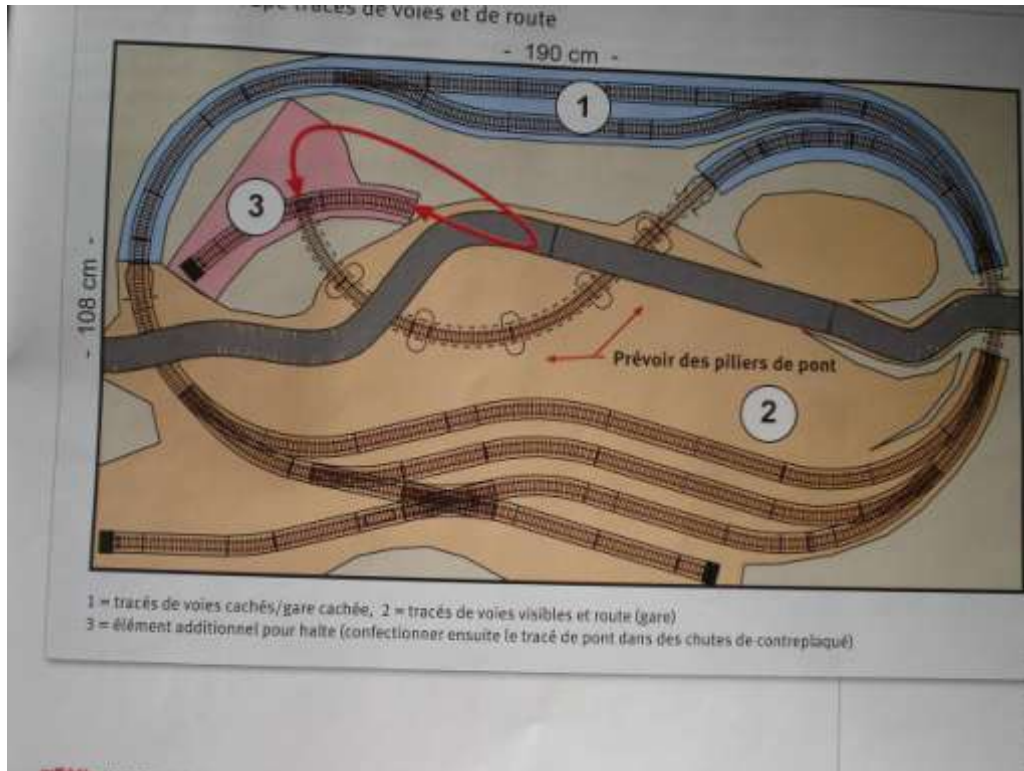 tracés de voies et de route
- 190 cm -
1
3
- 108 cm -
Prévoir des piliers de pont
2
1 = tracés de voies cachés/gare cachée, 2 = tracés de voies visibles et route (gare)
3 = élément additionnel pour halte (confectionner ensuite le tracé de pont dans des chutes de contreplaqué)